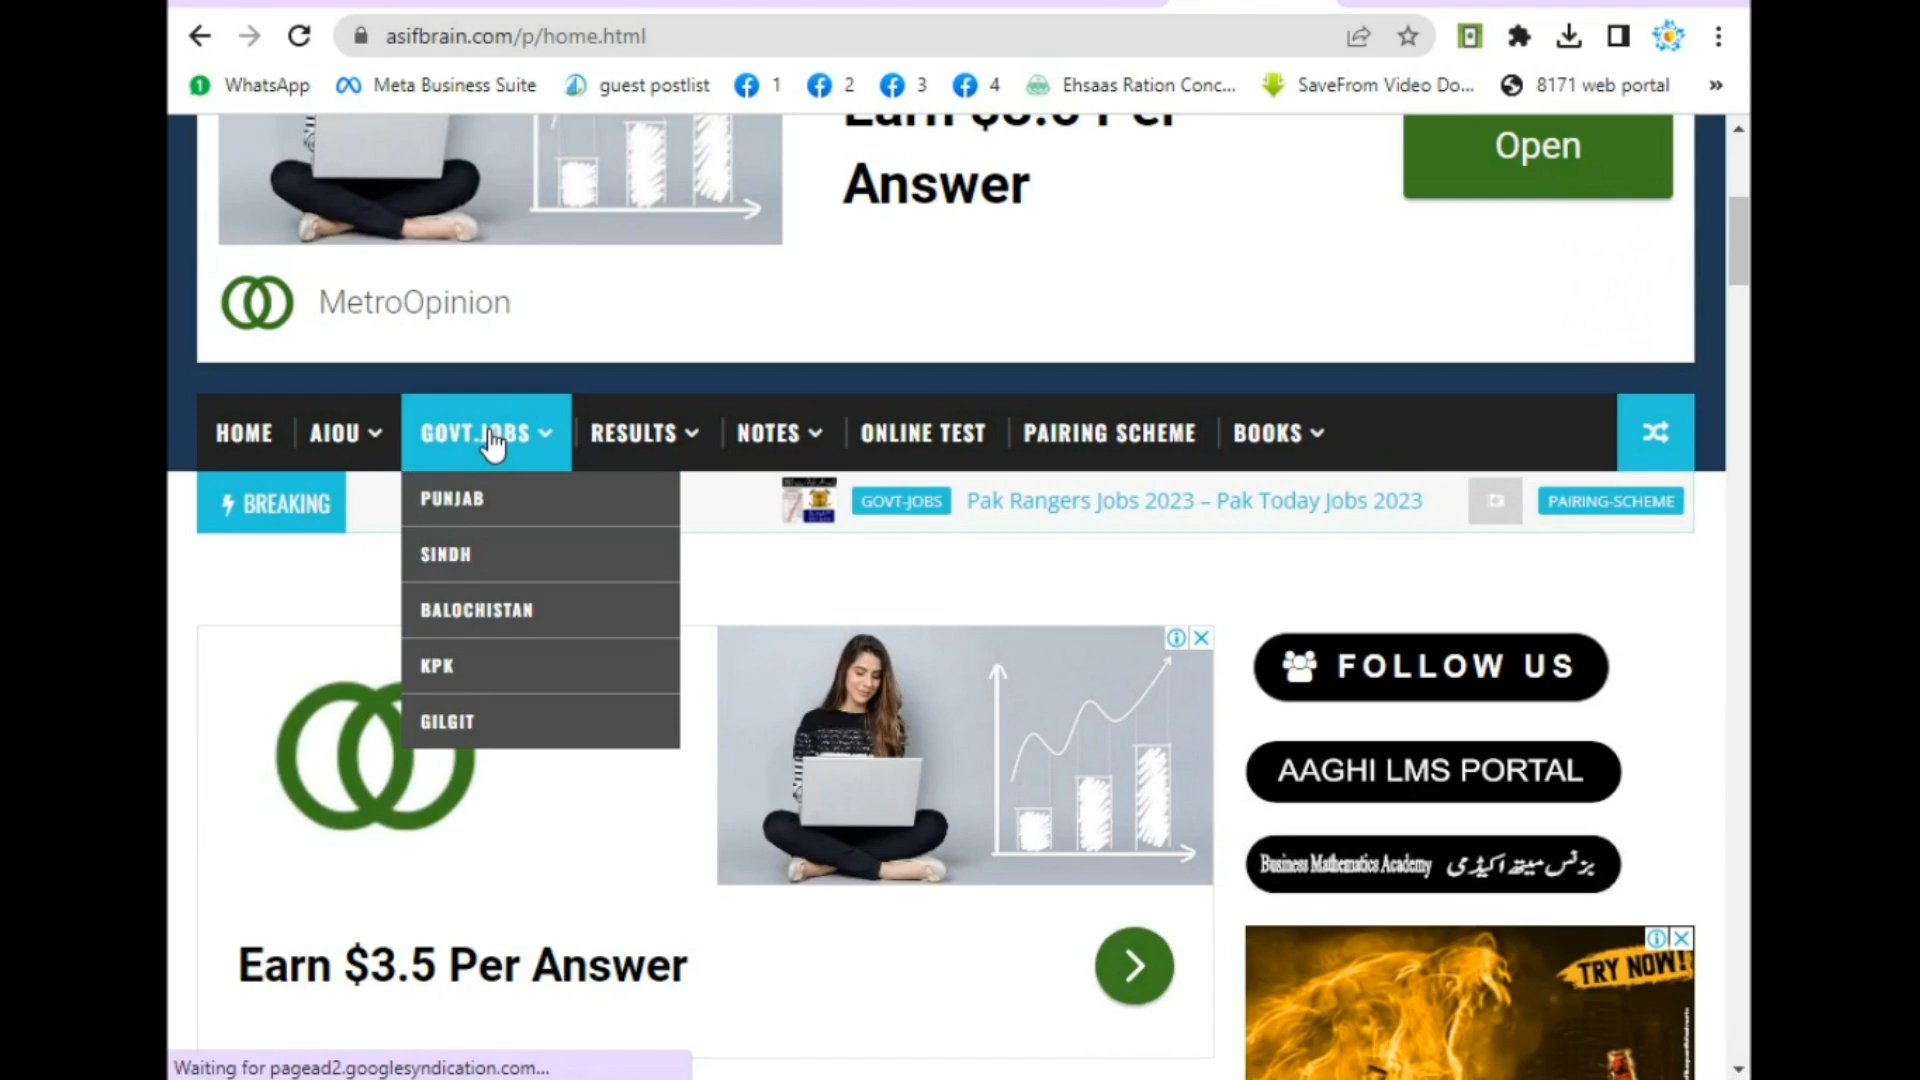 asifbrain.com/p/home.html
1 WhatsApp Meta Business Suite guest postlist 1 2 3 4 Ehsaas Ration Conc... SaveFrom Video Do... 8171 web portal »
Answer
Open
MetroOpinion
HOME AIOU GOVT.JOBS RESULTS NOTES ONLINE TEST PAIRING SCHEME BOOKS
BREAKING GOVT-JOBS Pak Rangers Jobs 2023 – Pak Today Jobs 2023 PAIRING-SCHEME
PUNJAB
SINDH
BALOCHISTAN
KPK
GILGIT
FOLLOW US
AAGHI LMS PORTAL
Business Mathematics Academy بزنس میتھ اکیڈمی
Earn $3.5 Per Answer
TRY NOW!
Waiting for pagead2.googlesyndication.com...